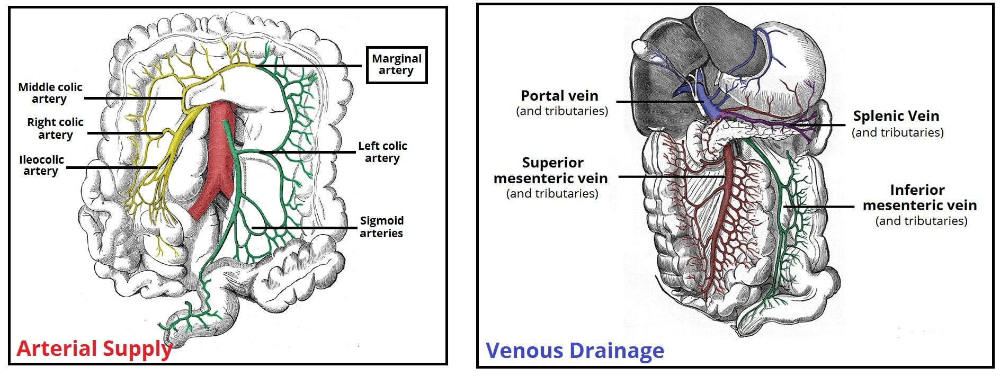 Marginal
artery
Middle colic
artery
Right colic
artery
Ileocolic
artery
Left colic
artery
Sigmoid
arteries
Arterial Supply
Portal vein
(and tributaries)
Splenic Vein
(and tributaries)
Superior
mesenteric vein
(and tributaries)
Inferior
mesenteric vein
(and tributaries)
Venous Drainage